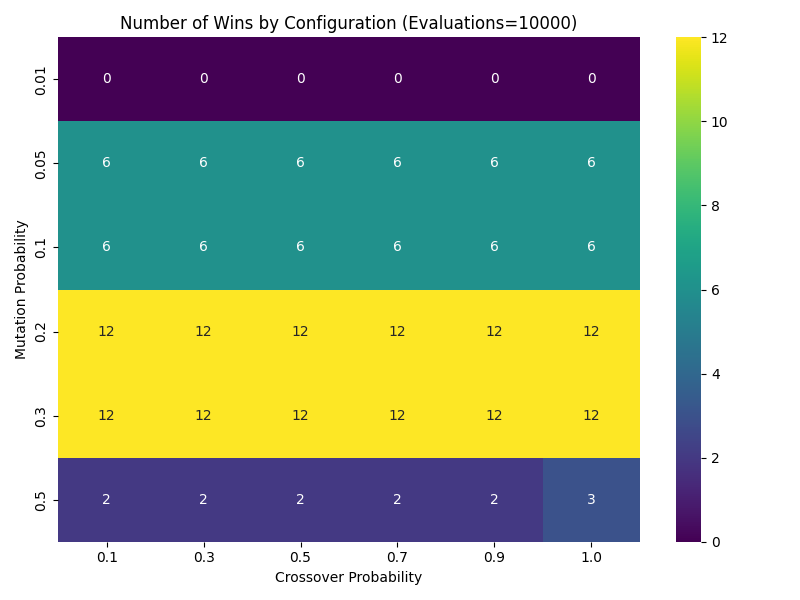 Number of Wins by Configuration (Evaluations=10000)
Mutation Probability
0.01 0 0 0 0 0 0
0.05 6 6 6 6 6 6
0.1 6 6 6 6 6 6
0.2 12 12 12 12 12 12
0.3 12 12 12 12 12 12
0.5 2 2 2 2 2 3
0.1 0.3 0.5 0.7 0.9 1.0
Crossover Probability
12
10
8
6
4
2
0